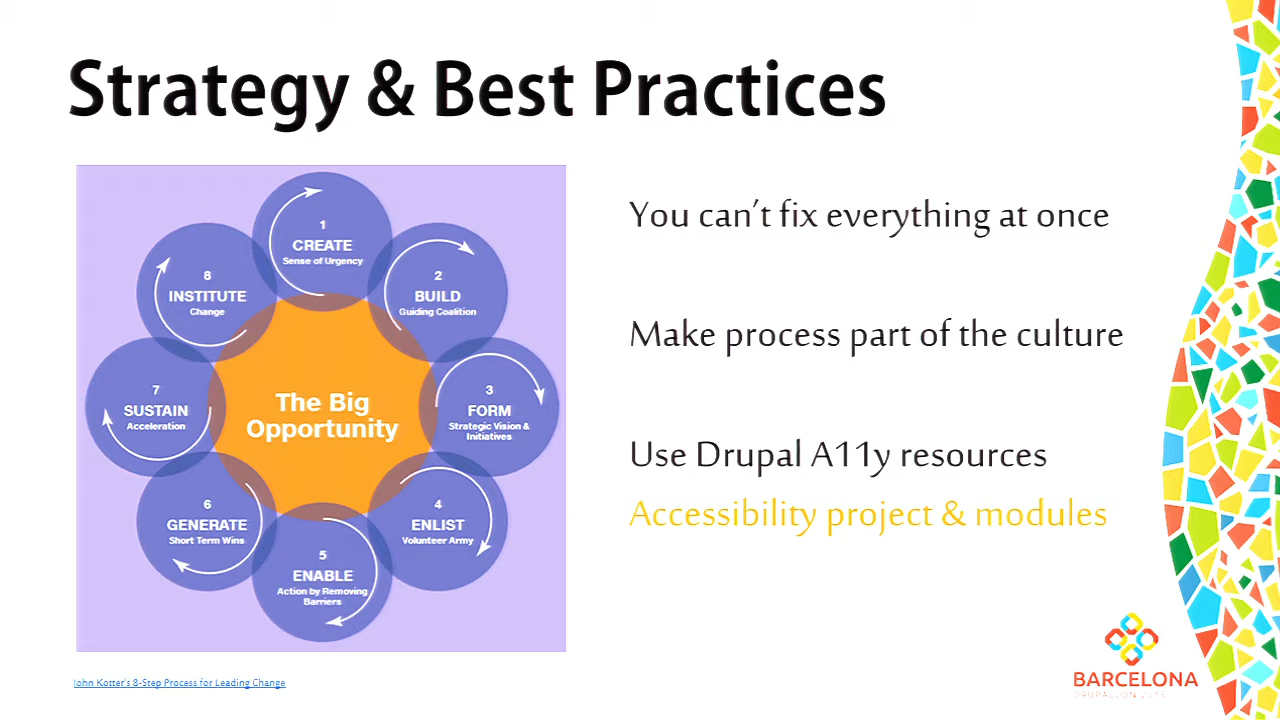 Strategy & Best Practices
1
CREATE
Sense of Urgency
2
BUILD
Guiding Coalition
3
FORM
Strategic Vision &
Initiatives
4
ENLIST
Volunteer Army
5
ENABLE
Action by Removing
Barriers
6
GENERATE
Short Term Wins
7
SUSTAIN
Acceleration
8
INSTITUTE
Change
The Big
Opportunity
You can’t fix everything at once
Make process part of the culture
Use Drupal A11y resources
Accessibility project & modules
John Kotter's 8-Step Process for Leading Change
BARCELONA
DRUPALCON 2015